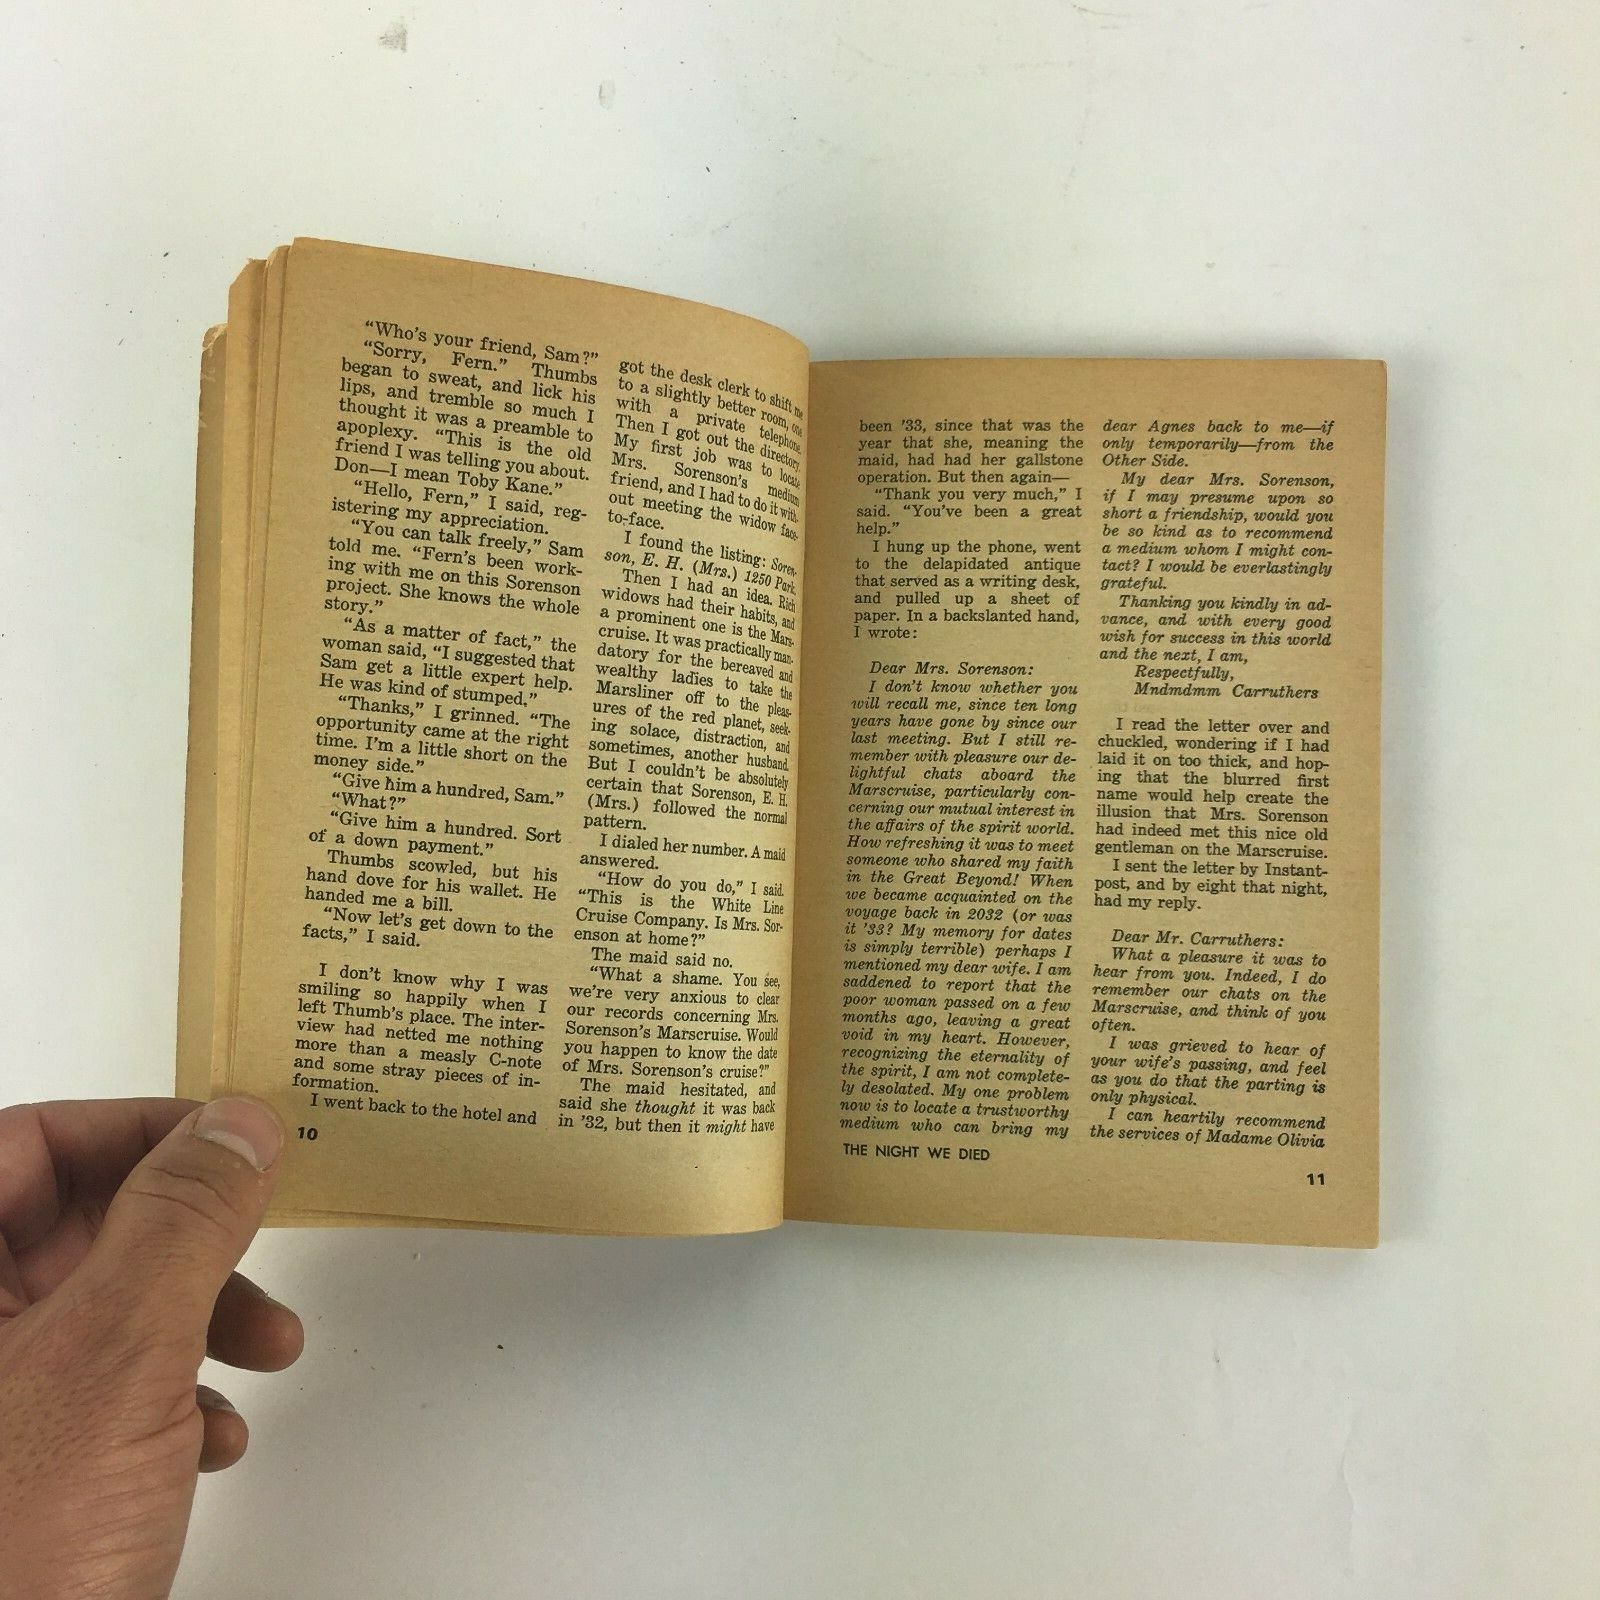 “Who’s your friend, Sam?”
“Sorry, Fern.” Thumbs
began to sweat, and lick his
lips, and tremble so much I
thought it was a preamble to
apoplexy. “This is the old
friend I was telling you about.
Don—I mean Toby Kane.”
“Hello, Fern,” I said, reg-
istering my appreciation.
“You can talk freely,” Sam
told me. “Fern’s been work-
ing with me on this Sorenson
project. She knows the whole
story.”
“As a matter of fact,” the
woman said, “I suggested that
Sam get a little expert help.
He was kind of stumped.”
“Thanks,” I grinned. “The
opportunity came at the right
time. I’m a little short on the
money side.”
“Give him a hundred, Sam.”
“What?”
“Give him a hundred. Sort
of a down payment.”
Thumbs scowled, but his
hand dove for his wallet. He
handed me a bill.
“Now let’s get down to the
facts,” I said.
I don’t know why I was
smiling so happily when I
left Thumb’s place. The inter-
view had netted me nothing
more than a measly C-note
and some stray pieces of in-
formation.
I went back to the hotel and
10
got the desk clerk to shift me
to a slightly better room, one
with a private telephone.
Then I got out the directory.
My first job was to locate
Mrs. Sorenson’s medium
friend, and I had to do it with-
out meeting the widow face-
to-face.
I found the listing: Soren-
son, E. H. (Mrs.) 1250 Park.
Then I had an idea. Rich
widows had their habits, and
a prominent one is the Mars-
cruise. It was practically man-
datory for the bereaved and
wealthy ladies to take the
Marsliner off to the pleas-
ures of the red planet, seek-
ing solace, distraction, and
sometimes, another husband.
But I couldn’t be absolutely
certain that Sorenson, E. H.
(Mrs.) followed the normal
pattern.
I dialed her number. A maid
answered.
“How do you do,” I said.
“This is the White Line
Cruise Company. Is Mrs. Sor-
enson at home?”
The maid said no.
“What a shame. You see,
we’re very anxious to clear
our records concerning Mrs.
Sorenson’s Marscruise. Would
you happen to know the date
of Mrs. Sorenson’s cruise?”
The maid hesitated, and
said she thought it was back
in ’32, but then it might have
been ’33, since that was the
year that she, meaning the
maid, had had her gallstone
operation. But then again—
“Thank you very much,” I
said. “You’ve been a great
help.”
I hung up the phone, went
to the delapidated antique
that served as a writing desk,
and pulled up a sheet of
paper. In a backslanted hand,
I wrote:
Dear Mrs. Sorenson:
I don’t know whether you
will recall me, since ten long
years have gone by since our
last meeting. But I still re-
member with pleasure our de-
lightful chats aboard the
Marscruise, particularly con-
cerning our mutual interest in
the affairs of the spirit world.
How refreshing it was to meet
someone who shared my faith
in the Great Beyond! When
we became acquainted on the
voyage back in 2032 (or was
it ’33? My memory for dates
is simply terrible) perhaps I
mentioned my dear wife. I am
saddened to report that the
poor woman passed on a few
months ago, leaving a great
void in my heart. However,
recognizing the eternality of
the spirit, I am not complete-
ly desolated. My one problem
now is to locate a trustworthy
medium who can bring my
dear Agnes back to me—if
only temporarily—from the
Other Side.
My dear Mrs. Sorenson,
if I may presume upon so
short a friendship, would you
be so kind as to recommend
a medium whom I might con-
tact? I would be everlastingly
grateful.
Thanking you kindly in ad-
vance, and with every good
wish for success in this world
and the next, I am,
Respectfully,
Mndmdmm Carruthers
I read the letter over and
chuckled, wondering if I had
laid it on too thick, and hop-
ing that the blurred first
name would help create the
illusion that Mrs. Sorenson
had indeed met this nice old
gentleman on the Marscruise.
I sent the letter by Instant-
post, and by eight that night,
had my reply.
Dear Mr. Carruthers:
What a pleasure it was to
hear from you. Indeed, I do
remember our chats on the
Marscruise, and think of you
often.
I was grieved to hear of
your wife’s passing, and feel
as you do that the parting is
only physical.
I can heartily recommend
the services of Madame Olivia
THE NIGHT WE DIED
11